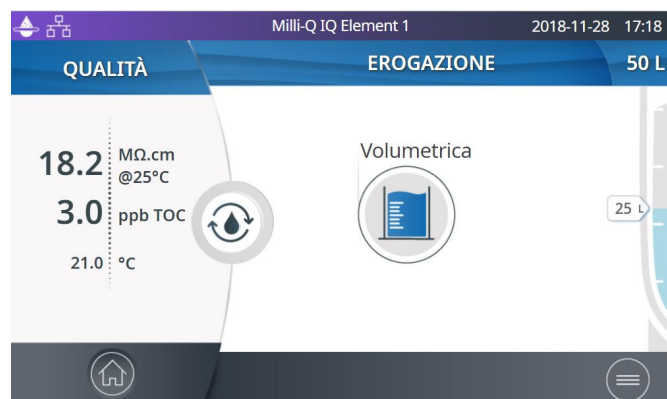 Milli-Q IQ Element 1
2018-11-28 17:18
QUALITÀ
EROGAZIONE
50 L
18.2 MΩ.cm @25°C
3.0 ppb TOC
21.0 °C
Volumetrica
25 L